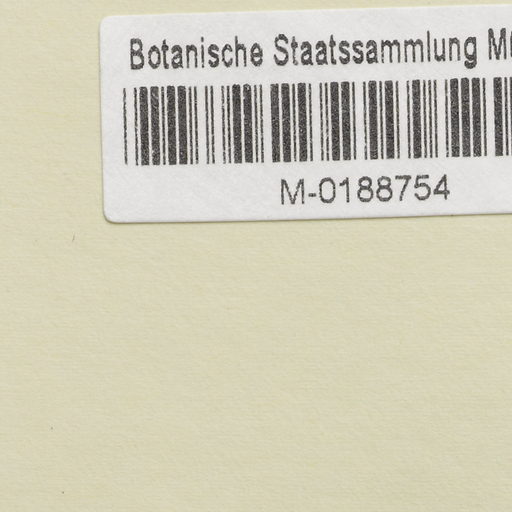 Botanische Staatssammlung
M-0188754